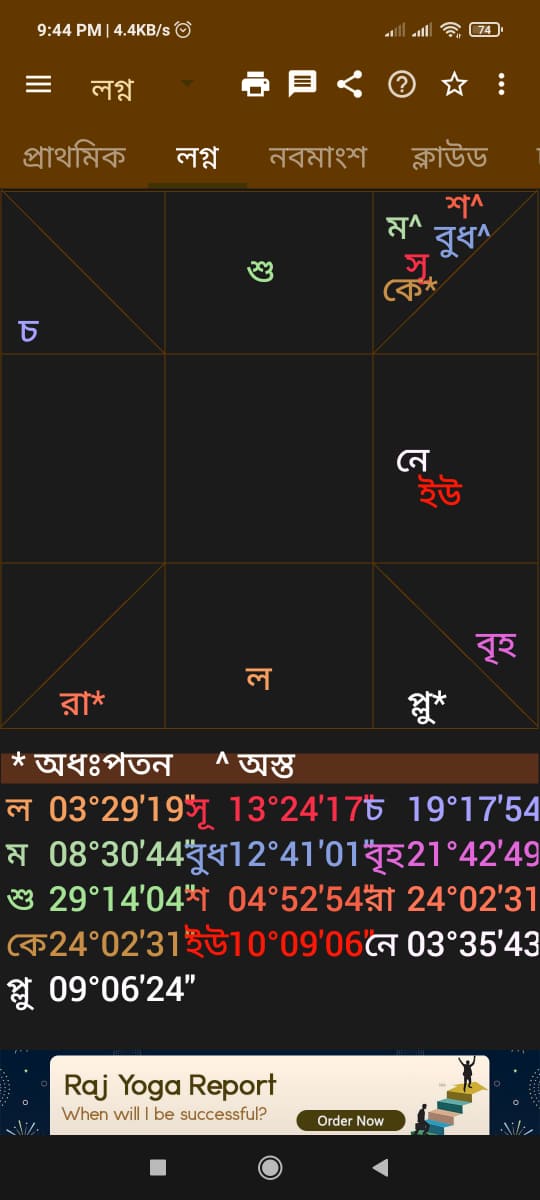 9:44 PM | 4.4KB/s 74
লগ্ন
প্রাথমিক লগ্ন নবমাংশ ক্লাউড
শ^
ম^ বুধ^
শু সূ
কে*
চ
নে
ইউ
বৃহ
ল
রা* প্লু*
* অধঃপতন ^ অস্ত
ল 03°29'19" সূ 13°24'17" চ 19°17'54
ম 08°30'44" বুধ 12°41'01" বৃহ 21°42'49
শু 29°14'04" শ 04°52'54" রা 24°02'31
কে 24°02'31" ইউ 10°09'06" নে 03°35'43
প্লু 09°06'24"
Raj Yoga Report
When will I be successful?
Order Now